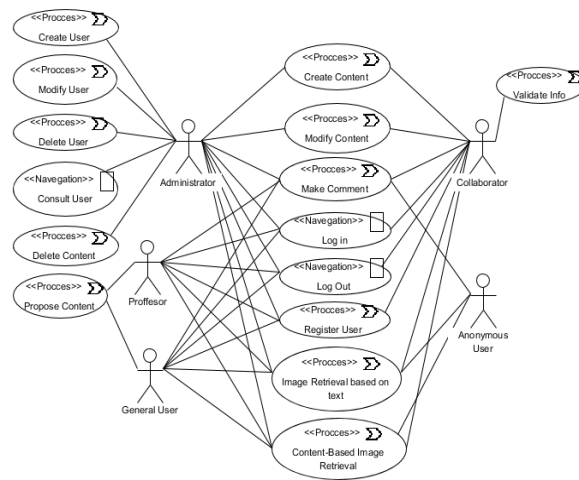 <<Procces>>
Create User
<<Procces>>
Modify User
<<Procces>>
Delete User
<<Navegation>>
Consult User
<<Procces>>
Delete Content
<<Procces>>
Propose Content
Administrator
Proffesor
General User
<<Procces>>
Create Content
<<Procces>>
Modify Content
<<Procces>>
Make Comment
<<Navegation>>
Log in
<<Navegation>>
Log Out
<<Procces>>
Register User
<<Procces>>
Image Retrieval based on
text
<<Procces>>
Content-Based Image
Retrieval
Collaborator
Anonymous
User
<<Procces>>
Validate Info